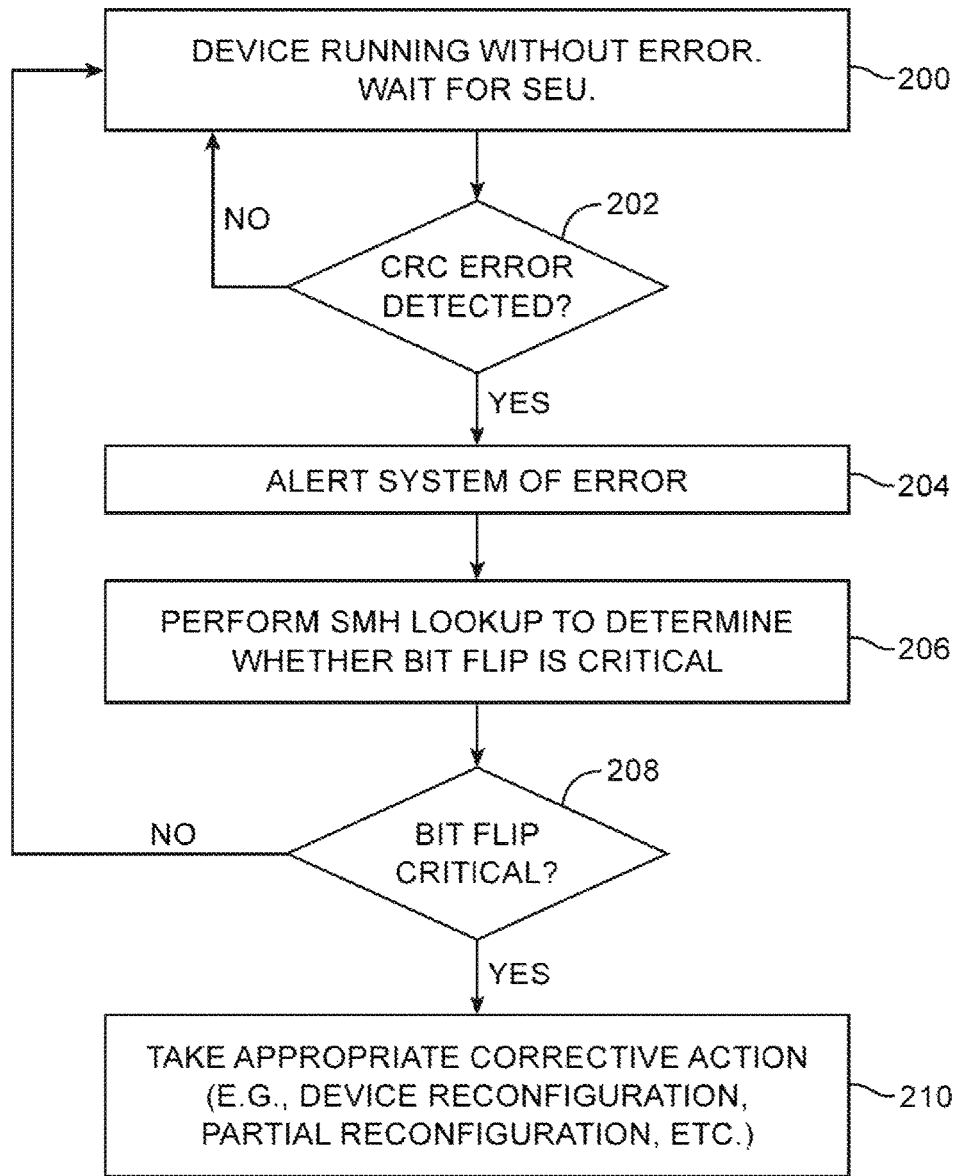 DEVICE RUNNING WITHOUT ERROR.
WAIT FOR SEU.
200
NO
202
CRC ERROR
DETECTED?
YES
ALERT SYSTEM OF ERROR
204
PERFORM SMH LOOKUP TO DETERMINE
WHETHER BIT FLIP IS CRITICAL
206
208
NO
BIT FLIP
CRITICAL?
YES
TAKE APPROPRIATE CORRECTIVE ACTION
(E.G., DEVICE RECONFIGURATION,
PARTIAL RECONFIGURATION, ETC.)
210